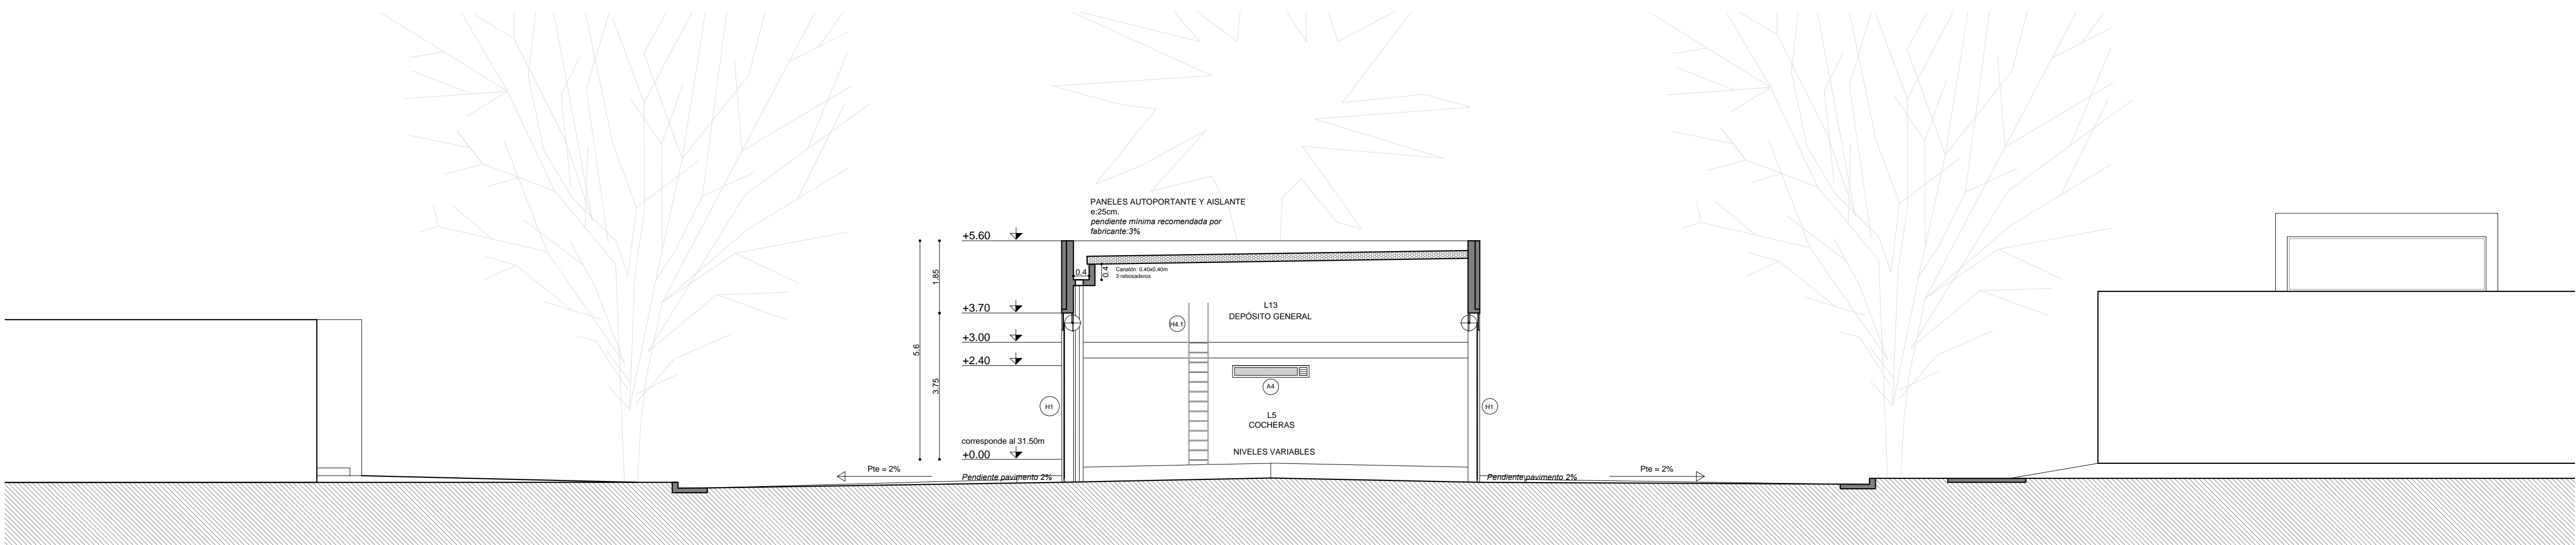 PANELES AUTOPORTANTE Y AISLANTE
e:25cm.
pendiente mínima recomendada por
fabricante:3%
+5.60
0.4
0.4
Canalón: 0.40x0,40m
3 rebosaderos
1.85
+3.70
L13
DEPÓSITO GENERAL
H4.1
+3.00
5.6
+2.40
3.75
A4
H1
H1
L5
COCHERAS
corresponde al 31.50m
+0.00
NIVELES VARIABLES
Pte = 2%
Pendiente pavimento 2%
Pendiente pavimento 2%
Pte = 2%